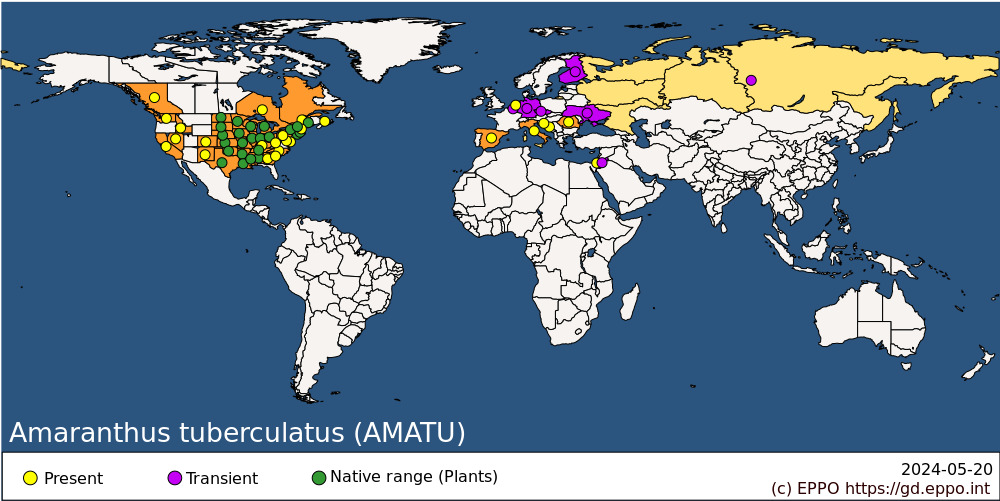 Amaranthus tuberculatus (AMATU)
Present
Transient
Native range (Plants)
2024-05-20
(c) EPPO https://gd.eppo.int